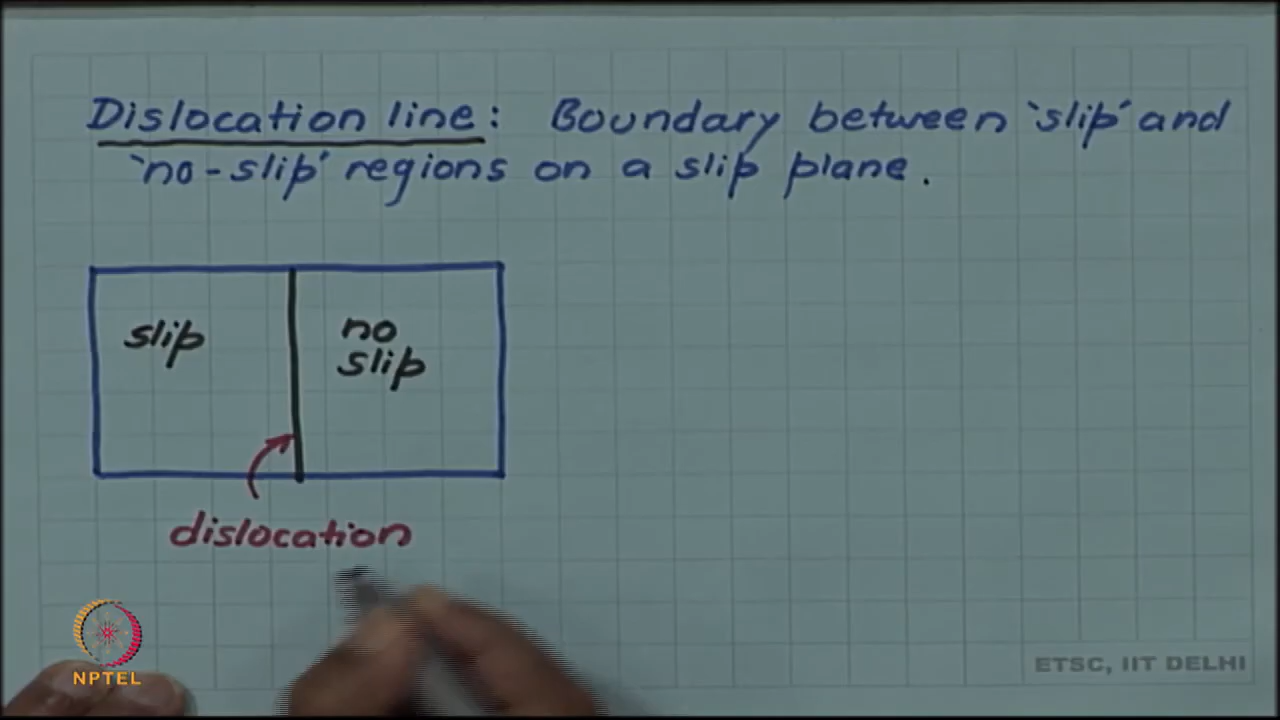 Dislocation line: Boundary between 'slip' and
'no-slip' regions on a slip plane.
slip
no
slip
dislocation
NPTEL
ETSC, IIT DELHI